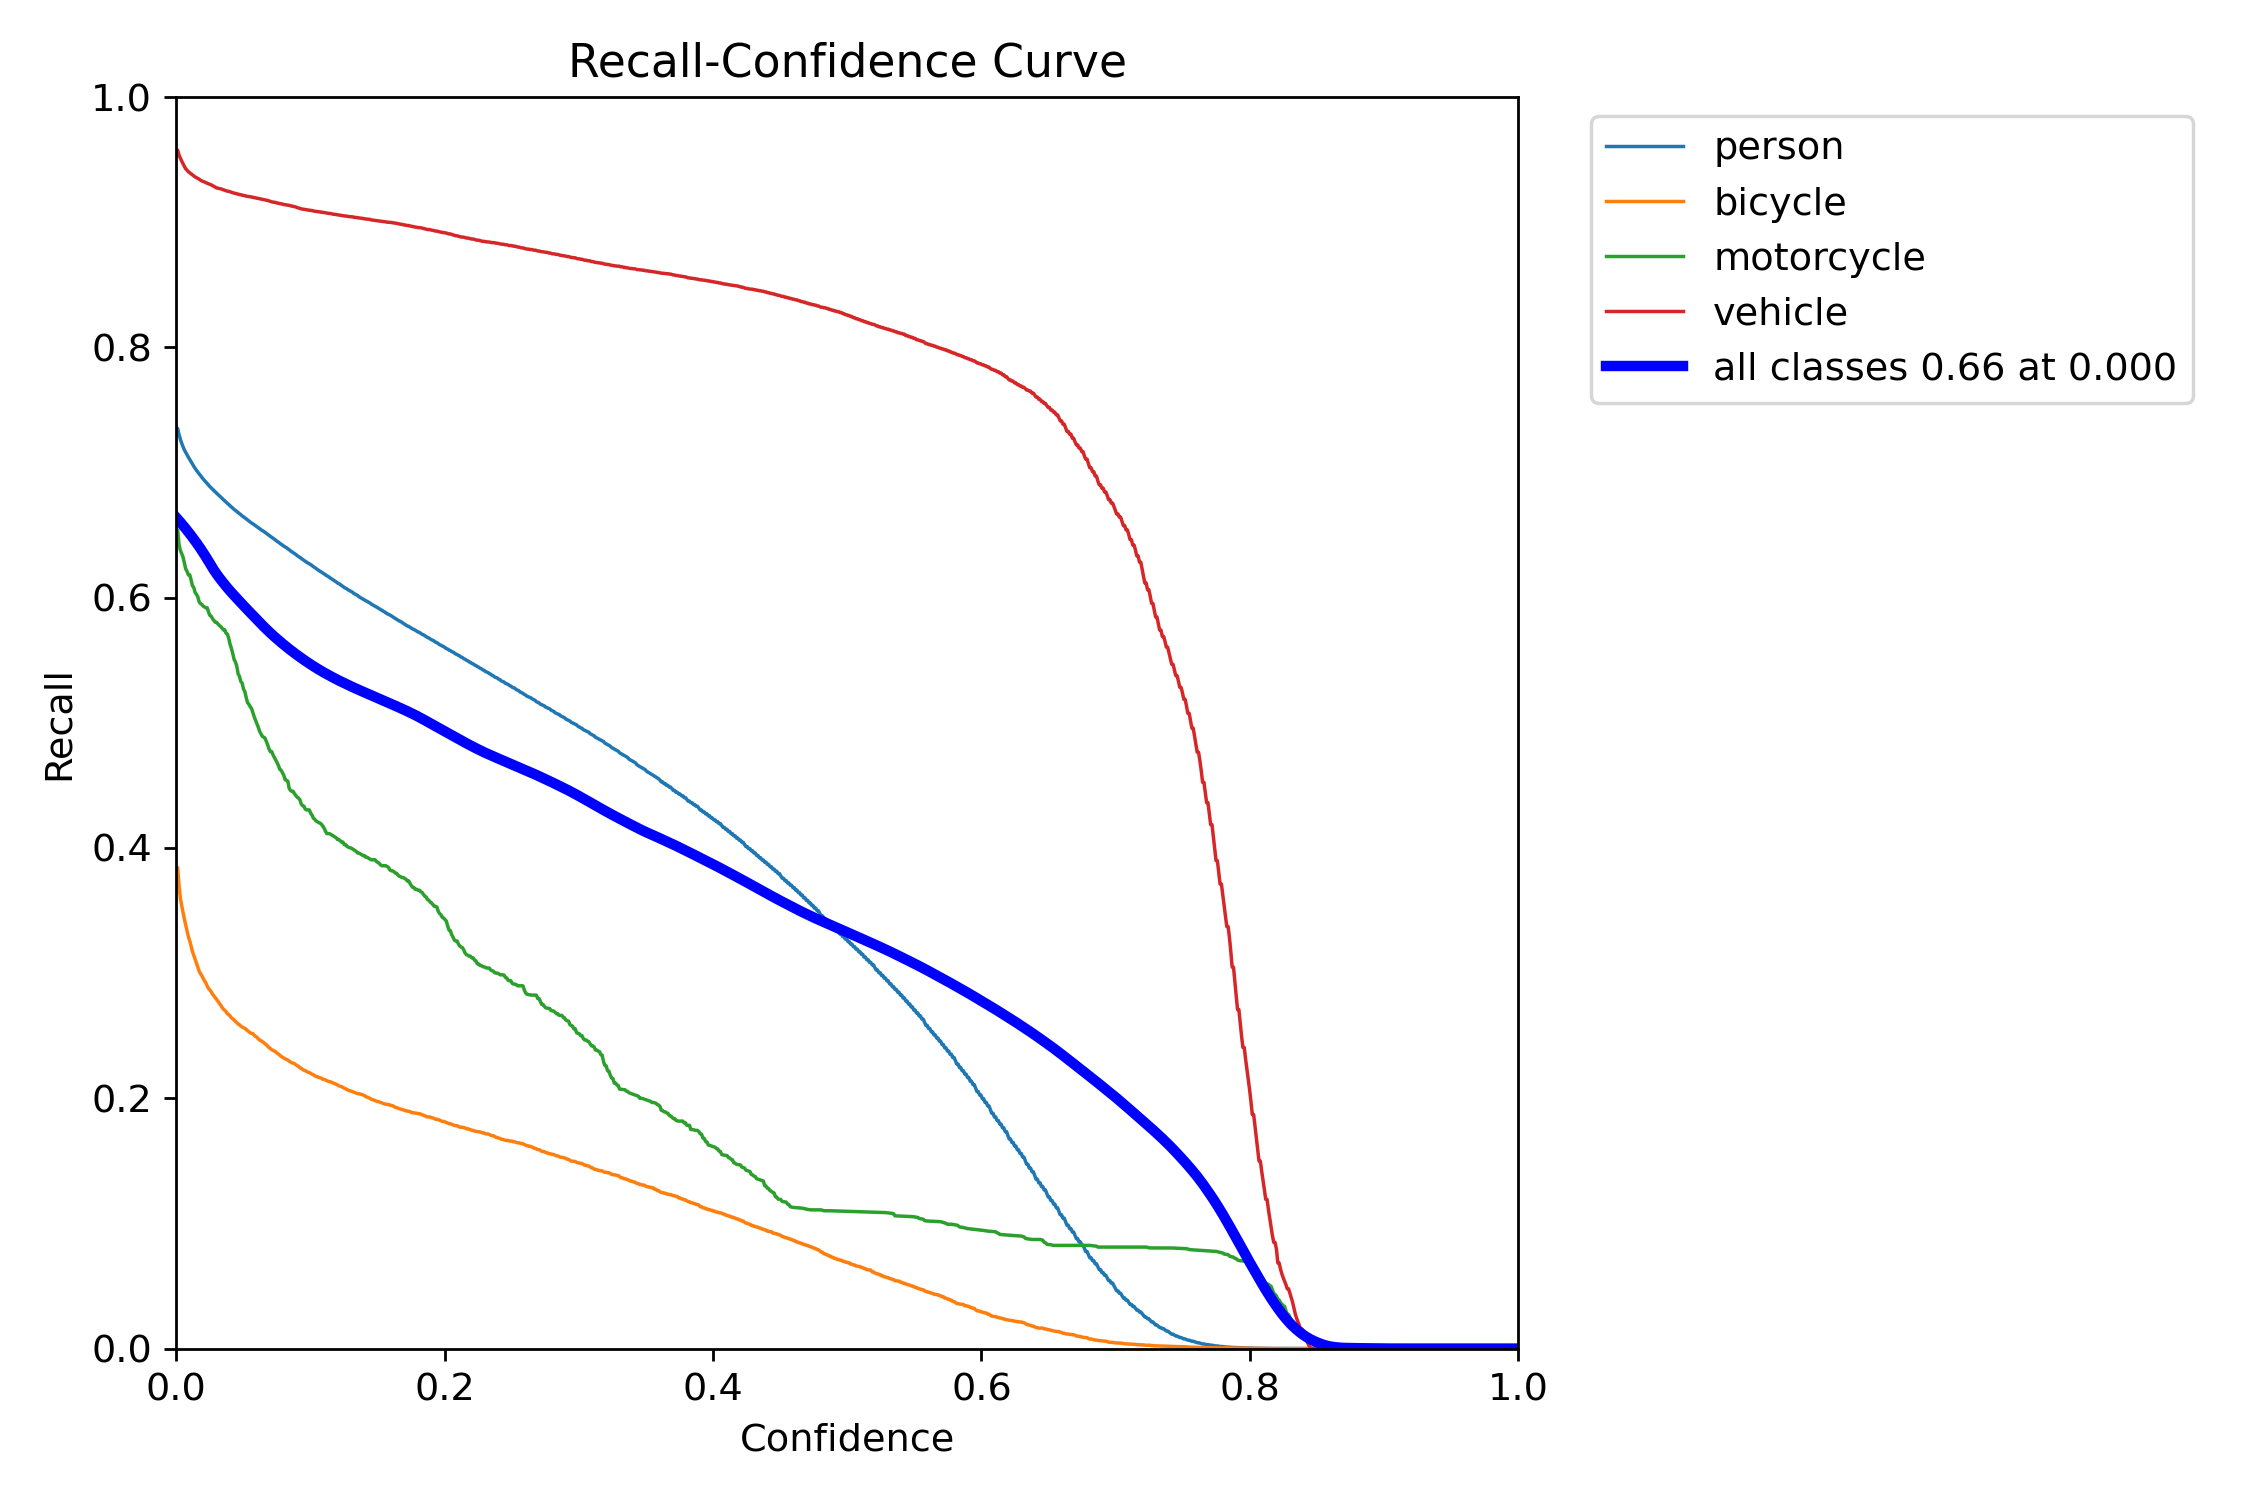 Recall-Confidence Curve
1.0
0.8
0.6
0.4
0.2
0.0
Recall
0.0 0.2 0.4 0.6 0.8 1.0
Confidence
person
bicycle
motorcycle
vehicle
all classes 0.66 at 0.000